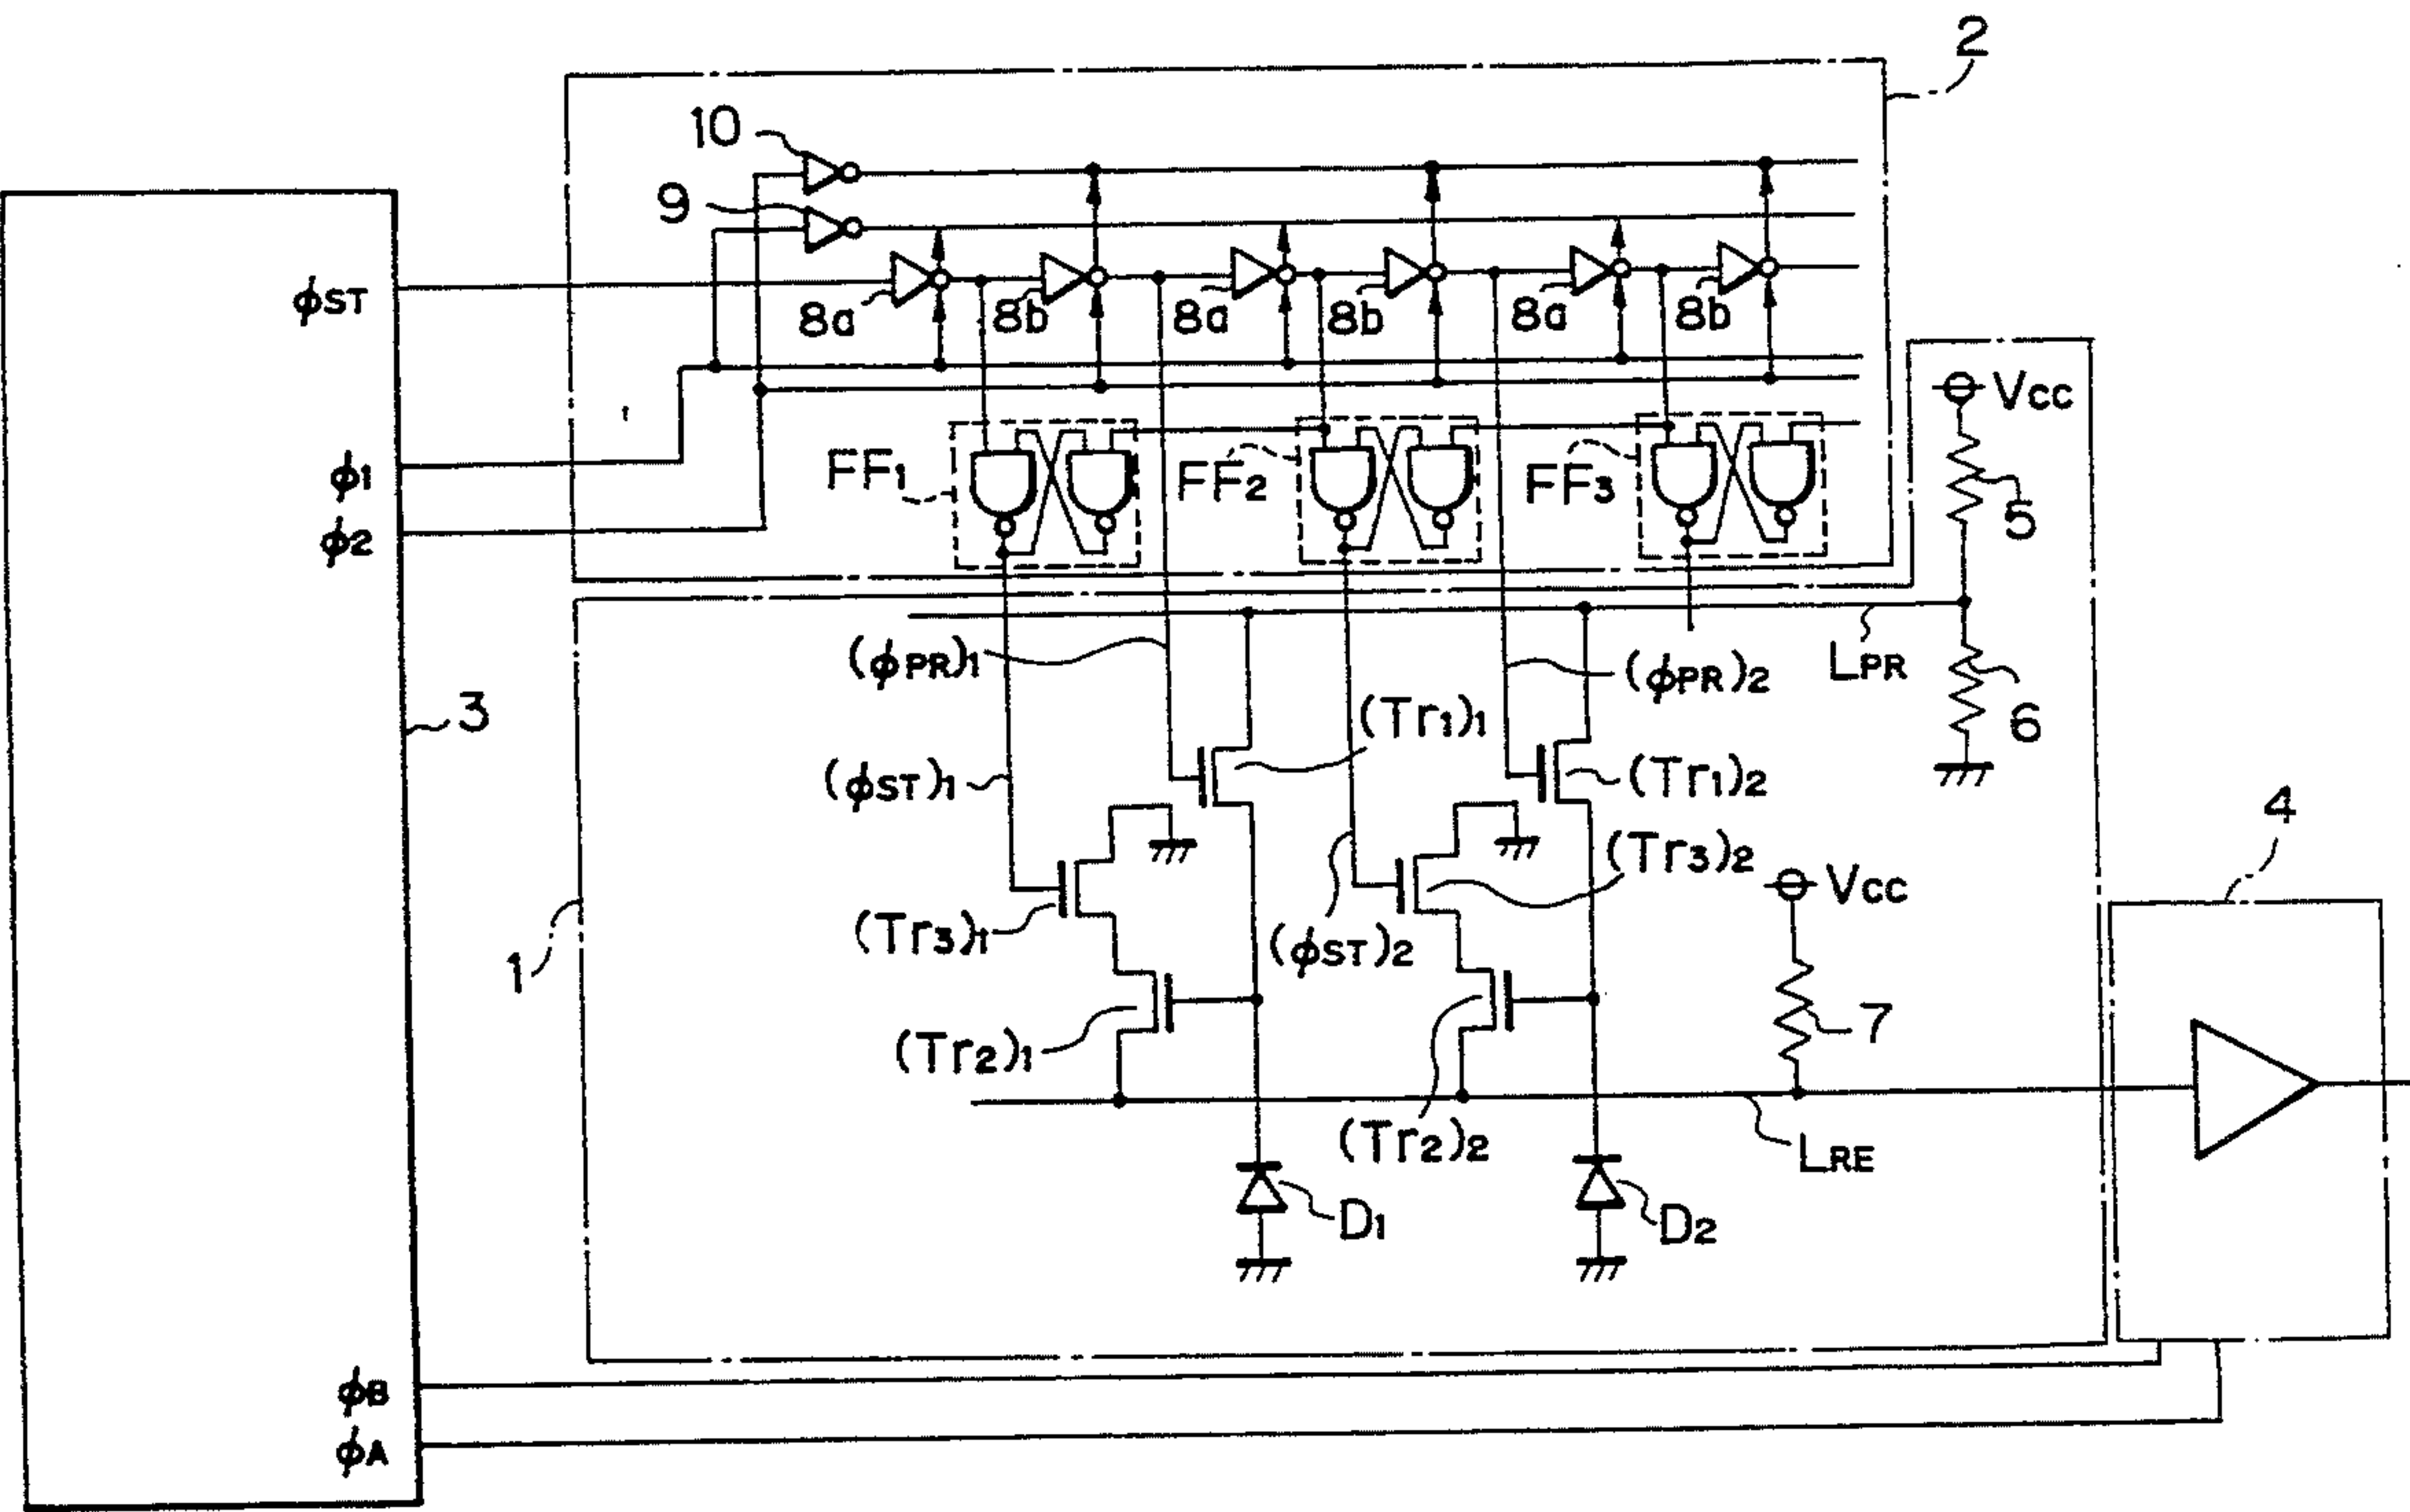 2
10
9
φST
8a
8b
8a
8b
8a
8b
Vcc
5
φ1
φ2
FF1
FF2
FF3
(φPR)1
(φPR)2
LPR
6
3
(Tr1)1
(φST)1
(Tr1)2
4
(Tr3)2
Vcc
(Tr3)1
(φST)2
1
7
(Tr2)1
(Tr2)2
LRE
D1
D2
φB
φA